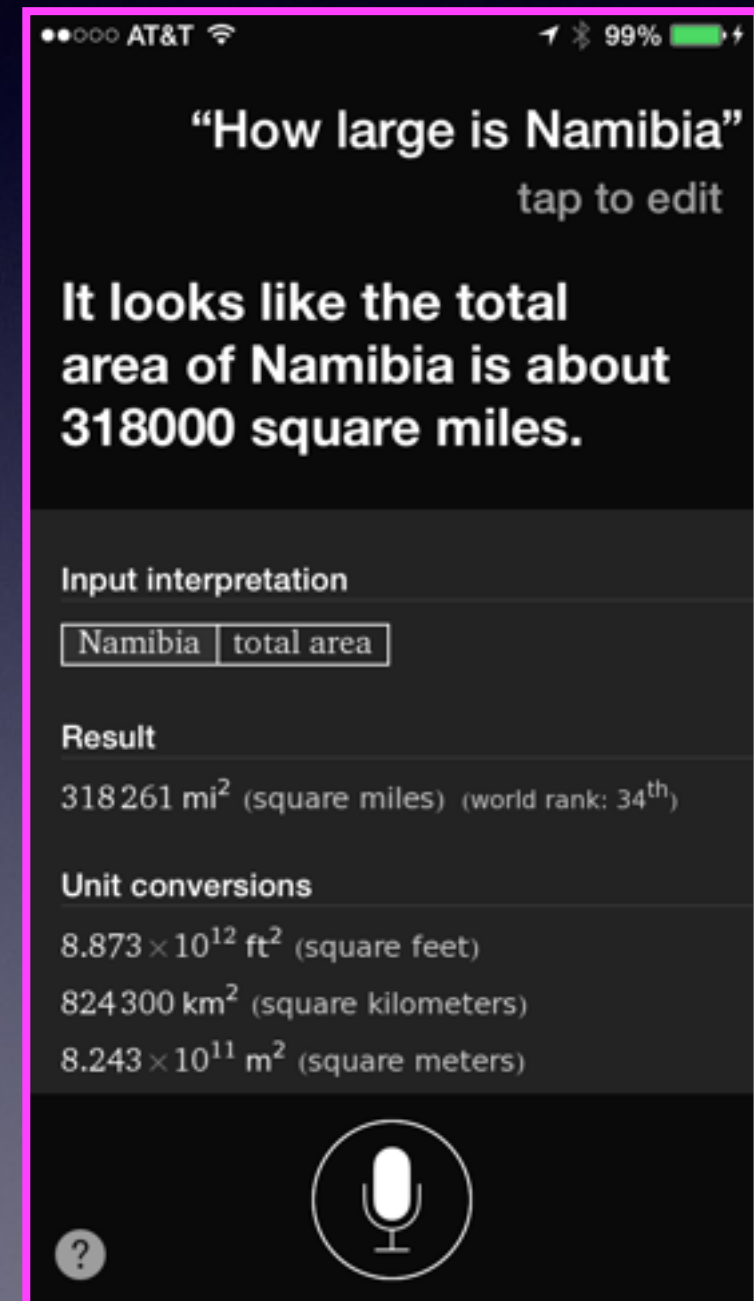 AT&T 99%
“How large is Namibia”
tap to edit
It looks like the total
area of Namibia is about
318000 square miles.
Input interpretation
Namibia total area
Result
318261 mi² (square miles) (world rank: 34th)
Unit conversions
8.873×10¹² ft² (square feet)
824300 km² (square kilometers)
8.243×10¹¹ m² (square meters)
?